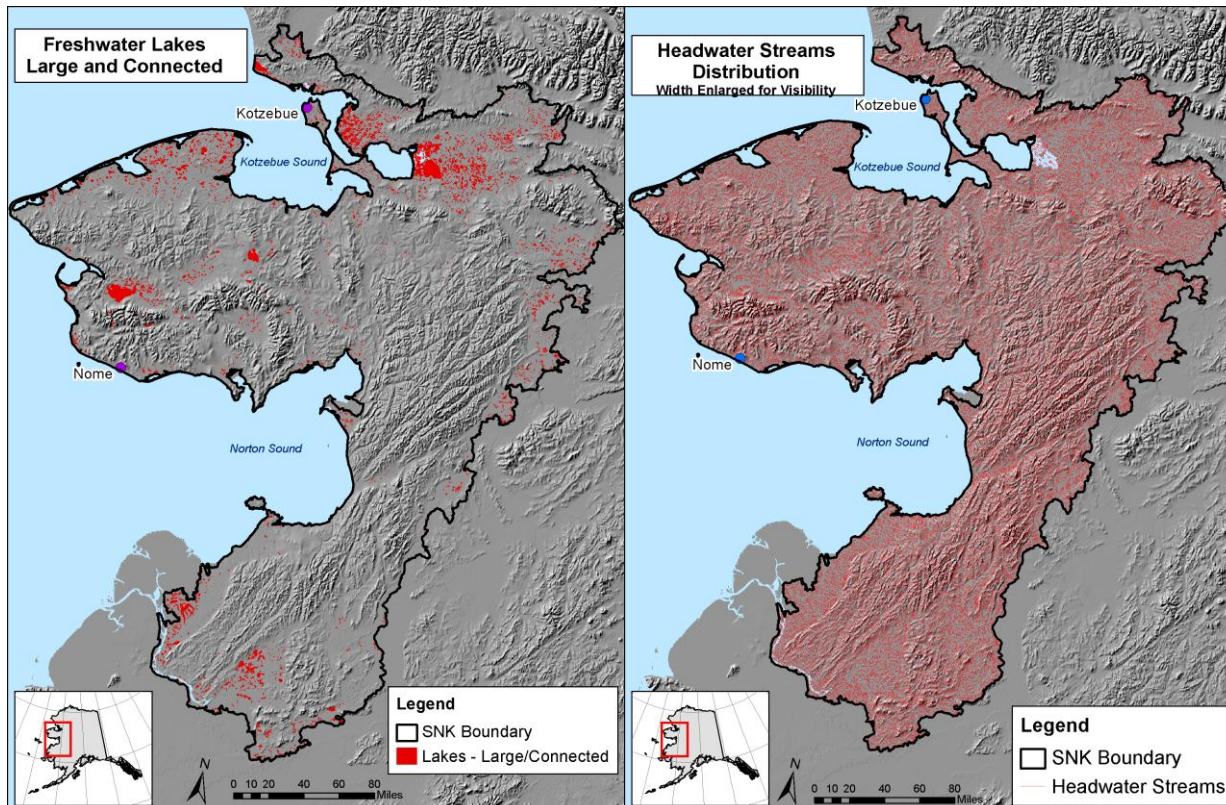 Freshwater Lakes
Large and Connected
Kotzebue
Kotzebue Sound
Nome
Norton Sound
Legend
SNK Boundary
Lakes - Large/Connected
N
0 10 20 40 60 80
Miles
Headwater Streams
Distribution
Width Enlarged for Visibility
Kotzebue
Kotzebue Sound
Nome
Norton Sound
Legend
SNK Boundary
Headwater Streams
N
0 10 20 40 60 80
Miles